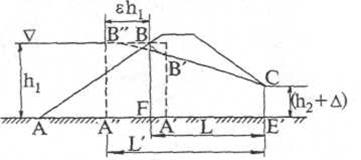 εh₁
▽ B″ B
B′ C
h₁ (h₂+Δ)
A A″ F A′ L E′
L′